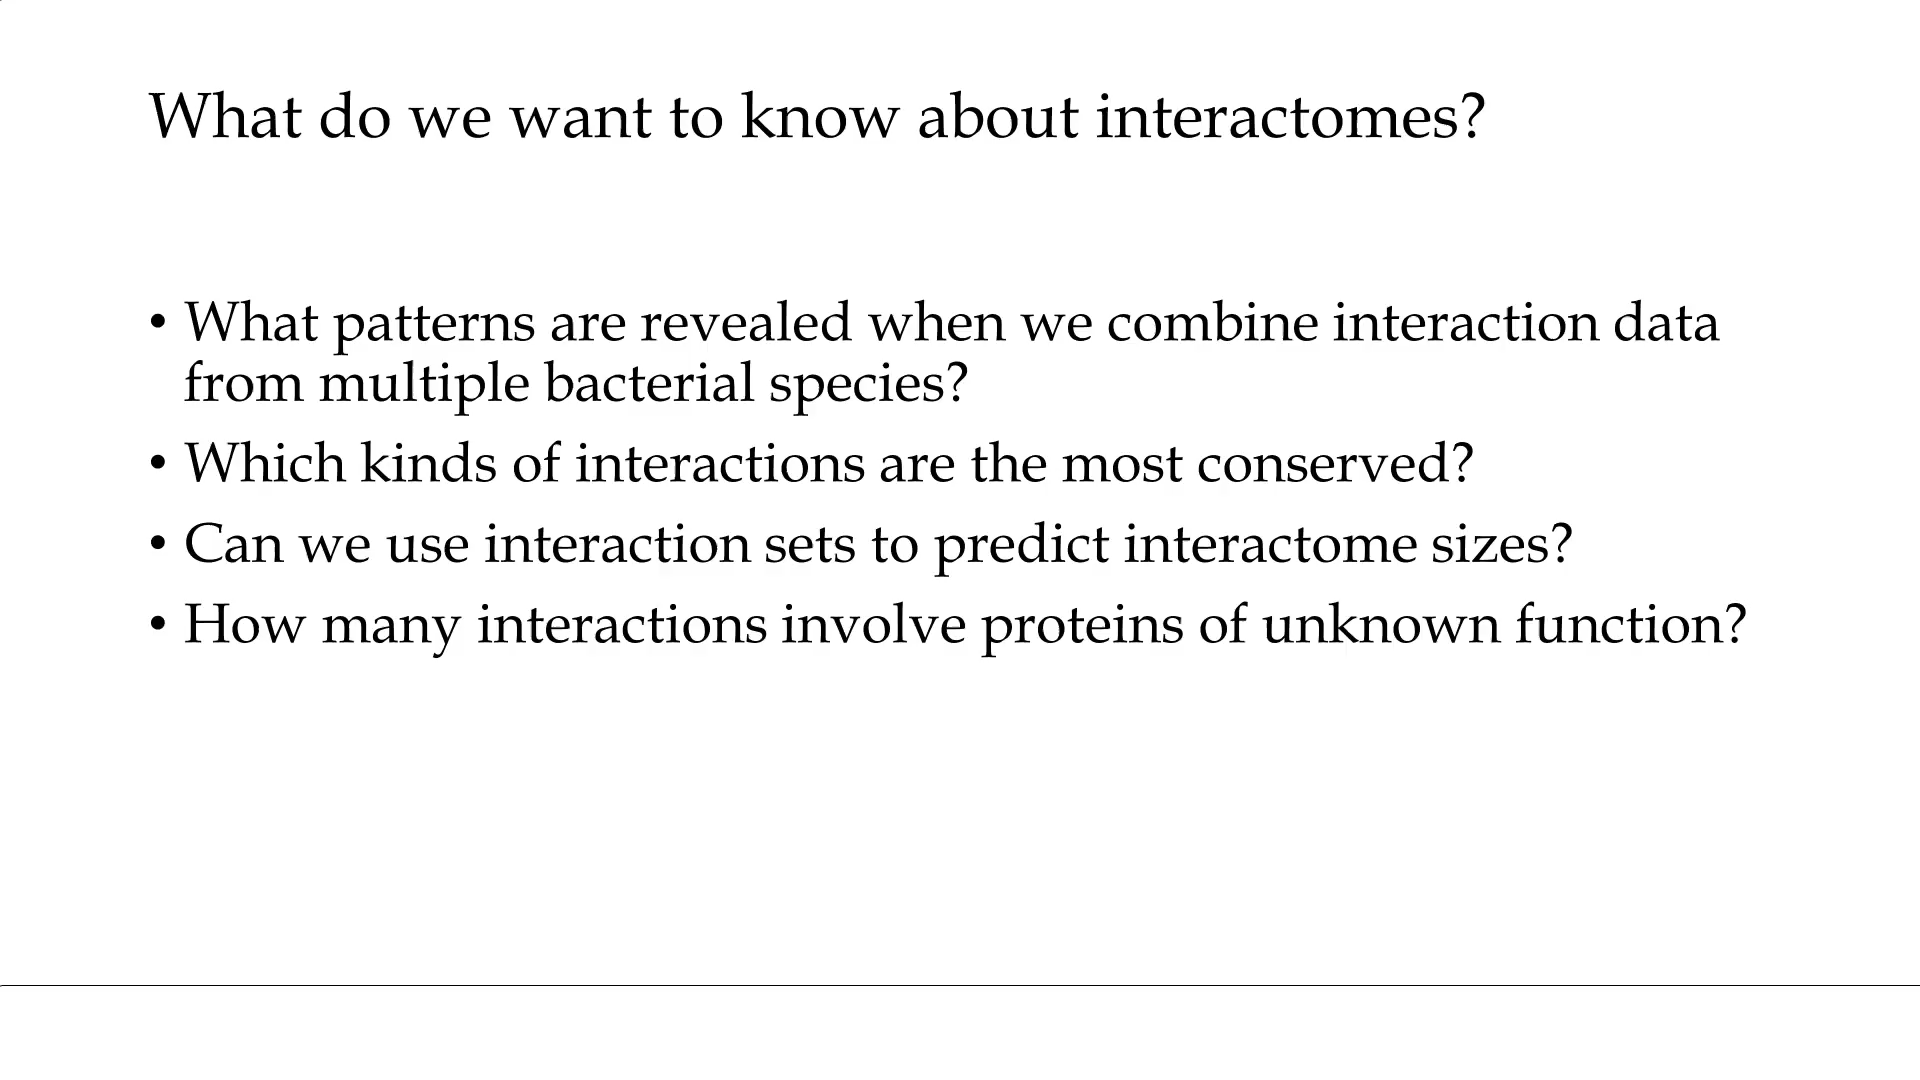 What do we want to know about interactomes?
• What patterns are revealed when we combine interaction data
from multiple bacterial species?
• Which kinds of interactions are the most conserved?
• Can we use interaction sets to predict interactome sizes?
• How many interactions involve proteins of unknown function?